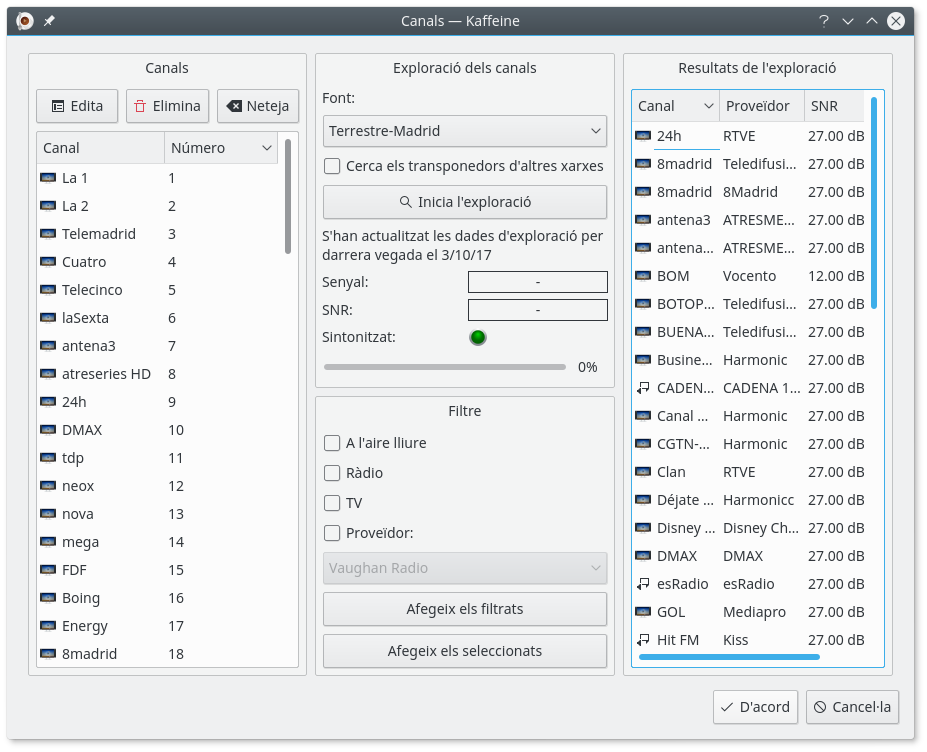 Canals — Kaffeine
Canals
Edita
Elimina
Neteja
Canal Número
La 1 1
La 2 2
Telemadrid 3
Cuatro 4
Telecinco 5
laSexta 6
antena3 7
atreseries HD 8
24h 9
DMAX 10
tdp 11
neox 12
nova 13
mega 14
FDF 15
Boing 16
Energy 17
8madrid 18
Exploració dels canals
Font:
Terrestre-Madrid
Cerca els transponedors d'altres xarxes
Inicia l'exploració
S'han actualitzat les dades d'exploració per
darrera vegada el 3/10/17
Senyal: -
SNR: -
Sintonitzat:
0%
Filtre
A l'aire lliure
Ràdio
TV
Proveïdor:
Vaughan Radio
Afegeix els filtrats
Afegeix els seleccionats
Resultats de l'exploració
Canal Proveïdor SNR
24h RTVE 27.00 dB
8madrid Teledifusi... 27.00 dB
8madrid 8Madrid 27.00 dB
antena3 ATRESME... 27.00 dB
antena... ATRESME... 27.00 dB
BOM Vocento 12.00 dB
BOTOP... Teledifusi... 27.00 dB
BUENA... Teledifusi... 27.00 dB
Busine... Harmonic 27.00 dB
CADEN... CADENA 1... 27.00 dB
Canal ... Harmonic 27.00 dB
CGTN-... Harmonic 27.00 dB
Clan RTVE 27.00 dB
Déjate ... Harmonicc 27.00 dB
Disney ... Disney Ch... 27.00 dB
DMAX DMAX 27.00 dB
esRadio esRadio 27.00 dB
GOL Mediapro 27.00 dB
Hit FM Kiss 27.00 dB
D'acord
Cancel·la